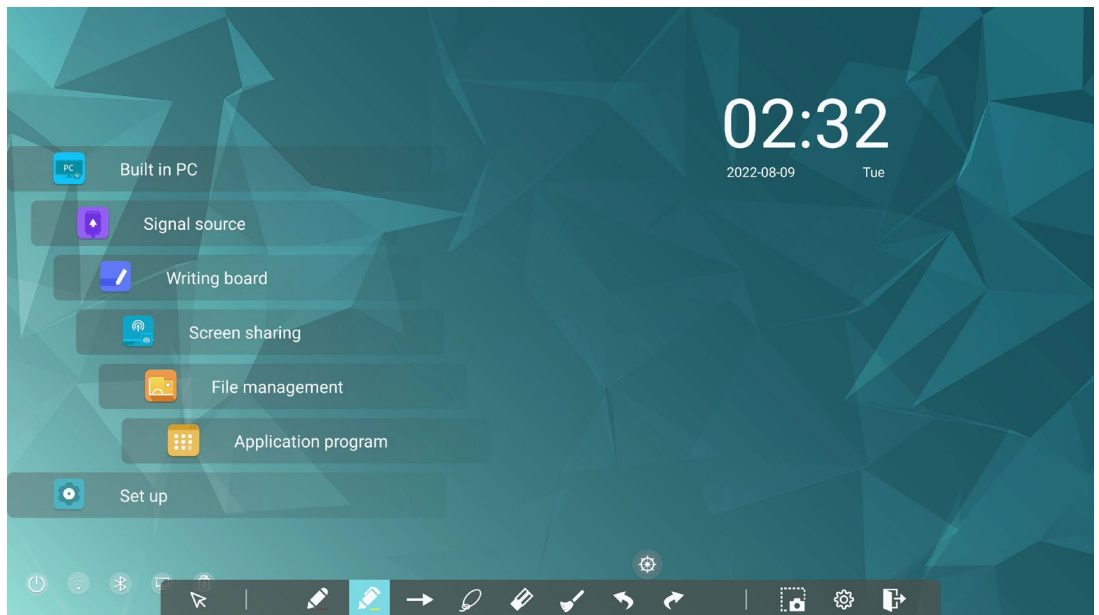 02:32
2022-08-09 Tue
PC Built in PC
Signal source
Writing board
Screen sharing
File management
Application program
Set up